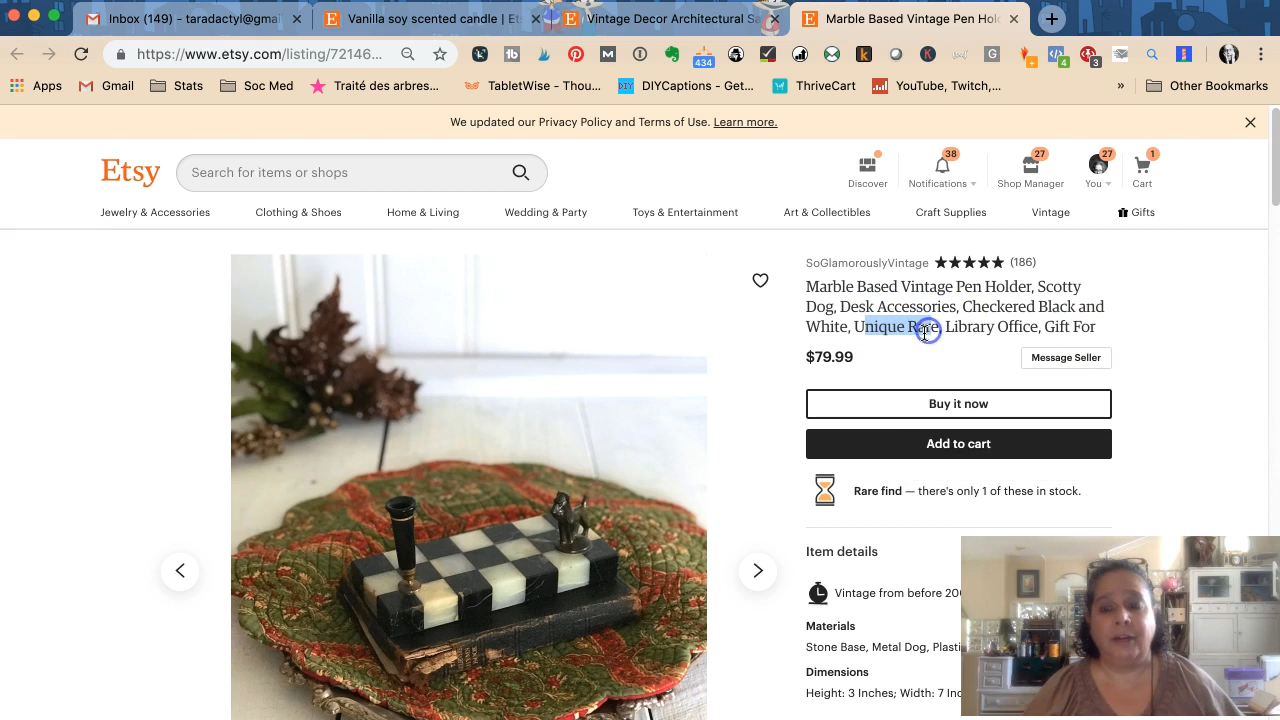 Inbox (149) - taradactyl@gmai
Vanilla soy scented candle | Ets
Vintage Decor Architectural Sa
Marble Based Vintage Pen Hol
https://www.etsy.com/listing/72146...
434
4
3
Apps
Gmail
Stats
Soc Med
Traité des arbres...
TabletWise - Thou...
DIYCaptions - Get...
ThriveCart
YouTube, Twitch,...
»
Other Bookmarks
We updated our Privacy Policy and Terms of Use. Learn more.
Etsy
Search for items or shops
38
27
27
1
Discover
Notifications
Shop Manager
You
Cart
Jewelry & Accessories
Clothing & Shoes
Home & Living
Wedding & Party
Toys & Entertainment
Art & Collectibles
Craft Supplies
Vintage
Gifts
SoGlamorouslyVintage ★★★★★ (186)
Marble Based Vintage Pen Holder, Scotty
Dog, Desk Accessories, Checkered Black and
White, Unique Rare, Library Office, Gift For
$79.99
Message Seller
Buy it now
Add to cart
Rare find — there's only 1 of these in stock.
Item details
Vintage from before 20
Materials
Stone Base, Metal Dog, Plasti
Dimensions
Height: 3 Inches; Width: 7 Inc